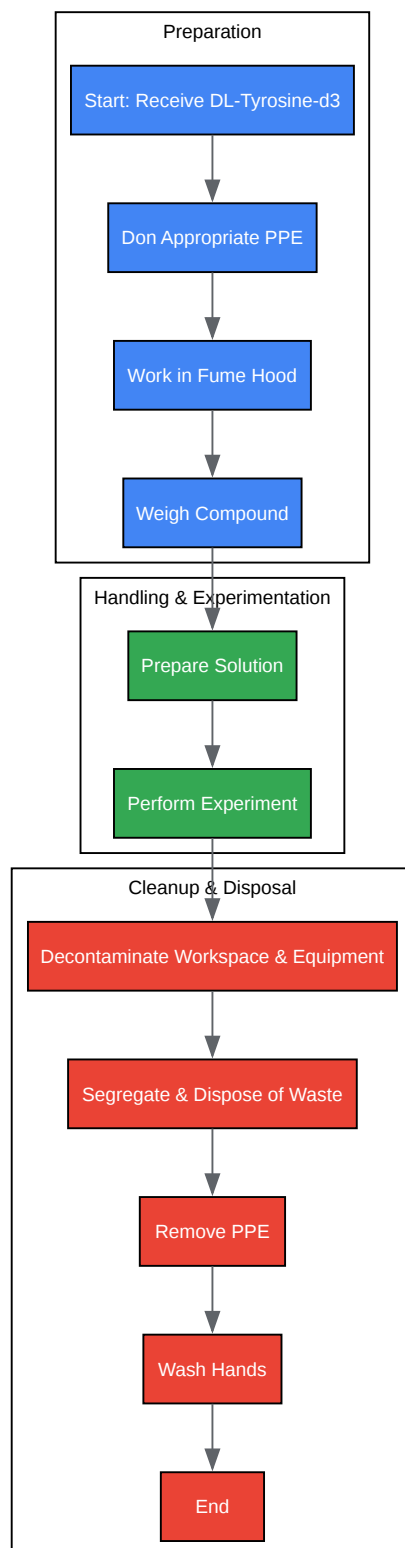 Preparation
Start: Receive DL-Tyrosine-d3
Don Appropriate PPE
Work in Fume Hood
Weigh Compound
Handling & Experimentation
Prepare Solution
Perform Experiment
Cleanup & Disposal
Decontaminate Workspace & Equipment
Segregate & Dispose of Waste
Remove PPE
Wash Hands
End